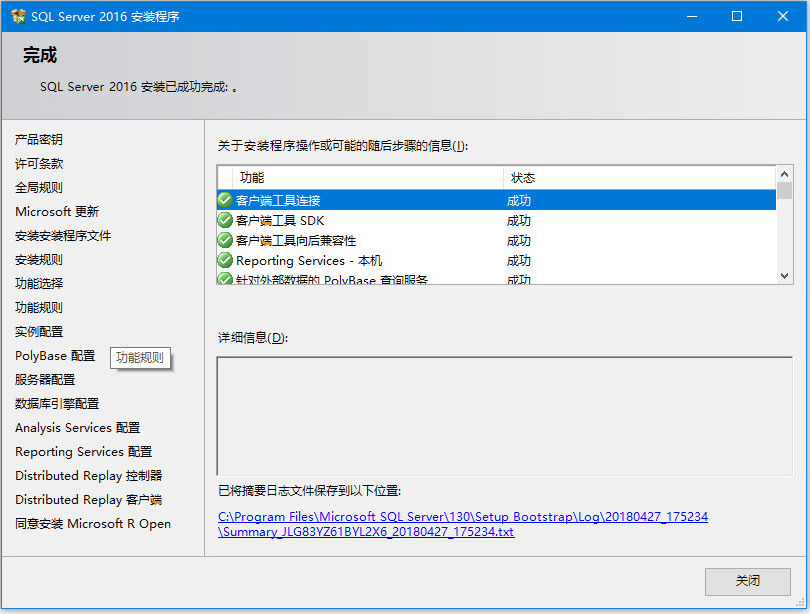 SQL Server 2016 安装程序
完成
SQL Server 2016 安装已成功完成: 。
产品密钥
许可条款
全局规则
Microsoft 更新
安装安装程序文件
安装规则
功能选择
功能规则
实例配置
PolyBase 配置
功能规则
服务器配置
数据库引擎配置
Analysis Services 配置
Reporting Services 配置
Distributed Replay 控制器
Distributed Replay 客户端
同意安装 Microsoft R Open
关于安装程序操作或可能的随后步骤的信息(I):
功能 状态
客户端工具连接 成功
客户端工具 SDK 成功
客户端工具向后兼容性 成功
Reporting Services - 本机 成功
针对外部数据的 PolyBase 查询服务 成功
详细信息(D):
已将摘要日志文件保存到以下位置:
C:\Program Files\Microsoft SQL Server\130\Setup Bootstrap\Log\20180427_175234
\Summary_JLG83YZ61BYL2X6_20180427_175234.txt
关闭